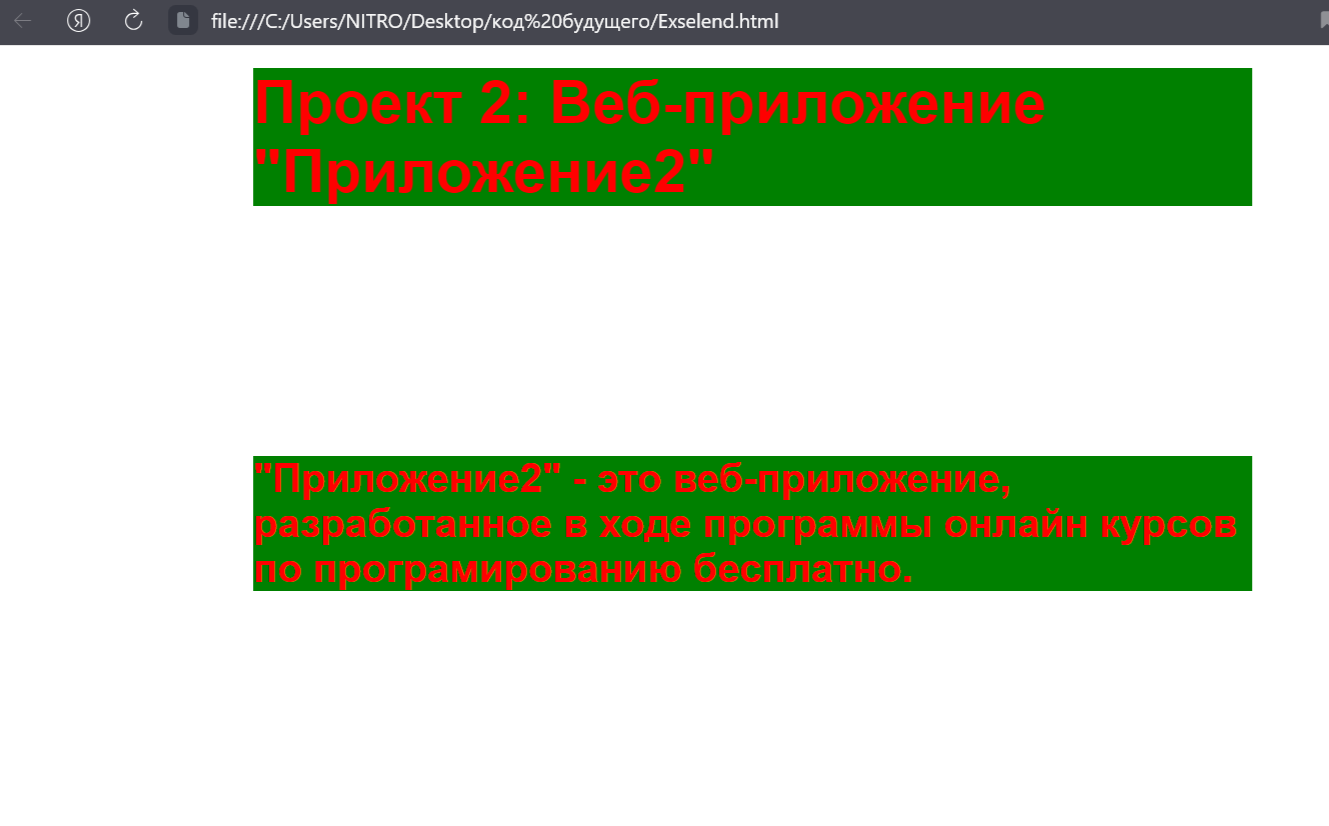 Я file:///C:/Users/NITRO/Desktop/код%20будущего/Exselend.html
Проект 2: Веб-приложение
"Приложение2"
"Приложение2" - это веб-приложение,
разработанное в ходе программы онлайн курсов
по програмированию бесплатно.